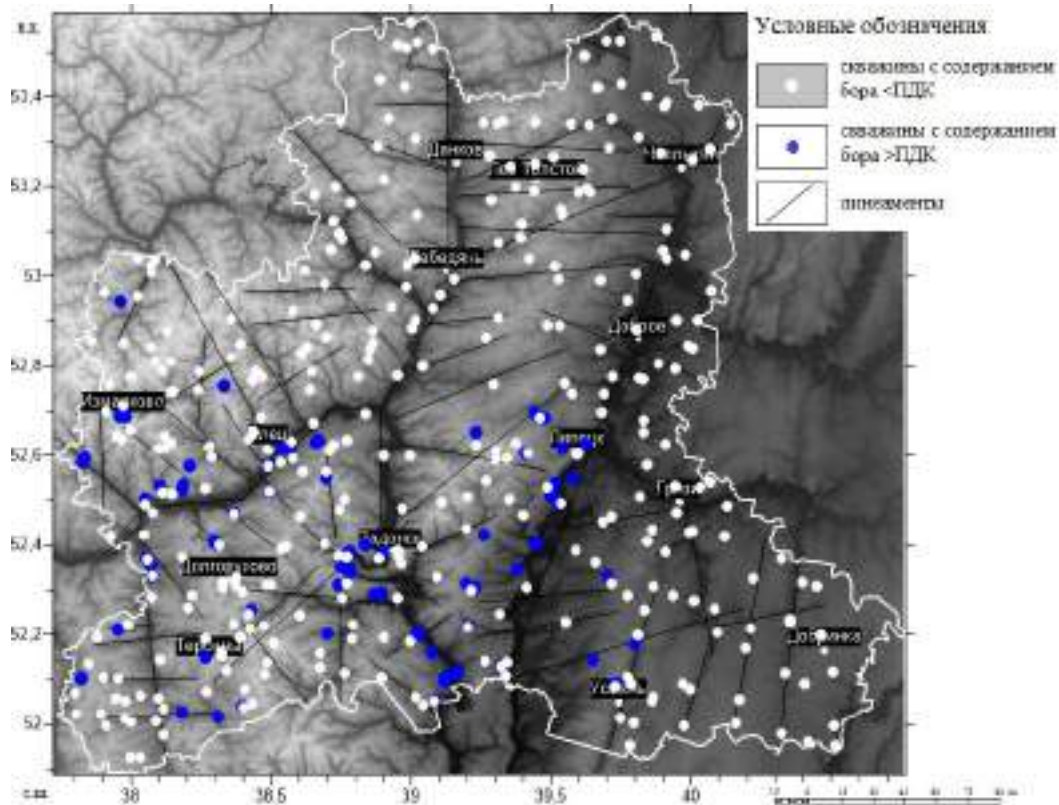 Условные обозначения
скважины с содержанием
бора <ПДК
скважины с содержанием
бора >ПДК
линеаменты
53,4
53,2
53
52,8
52,6
52,4
52,2
52
38
38,5
39
39,5
40
Данков
Лев Толстой
Чаплыгин
Лебедянь
Доброе
Измалково
Елец
Липецк
Грязи
Задонск
Долгоруково
Тербуны
Добринка
Усмань